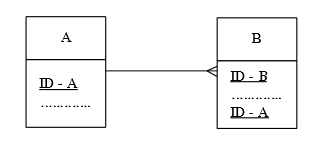 A
ID - A
.............
B
ID - B
.............
ID - A